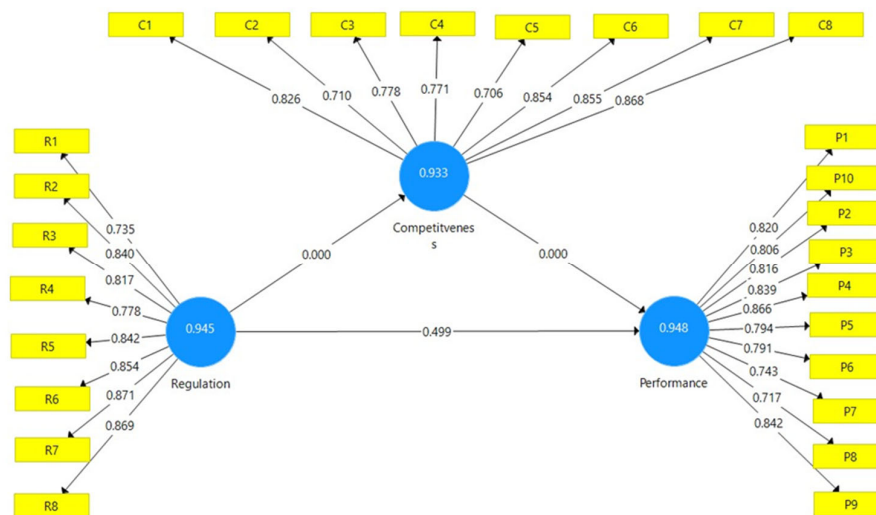 C1 C2 C3 C4 C5 C6 C7 C8
0.826 0.710 0.778 0.771 0.706 0.854 0.855 0.868
0.933
Competitvenes
s
R1
R2
R3
R4
R5
R6
R7
R8
0.735
0.840
0.817
0.778
0.842
0.854
0.871
0.869
0.945
Regulation
0.000
0.000
0.499
0.948
Performance
0.820
0.806
0.816
0.839
0.866
0.794
0.791
0.743
0.717
0.842
P1
P10
P2
P3
P4
P5
P6
P7
P8
P9